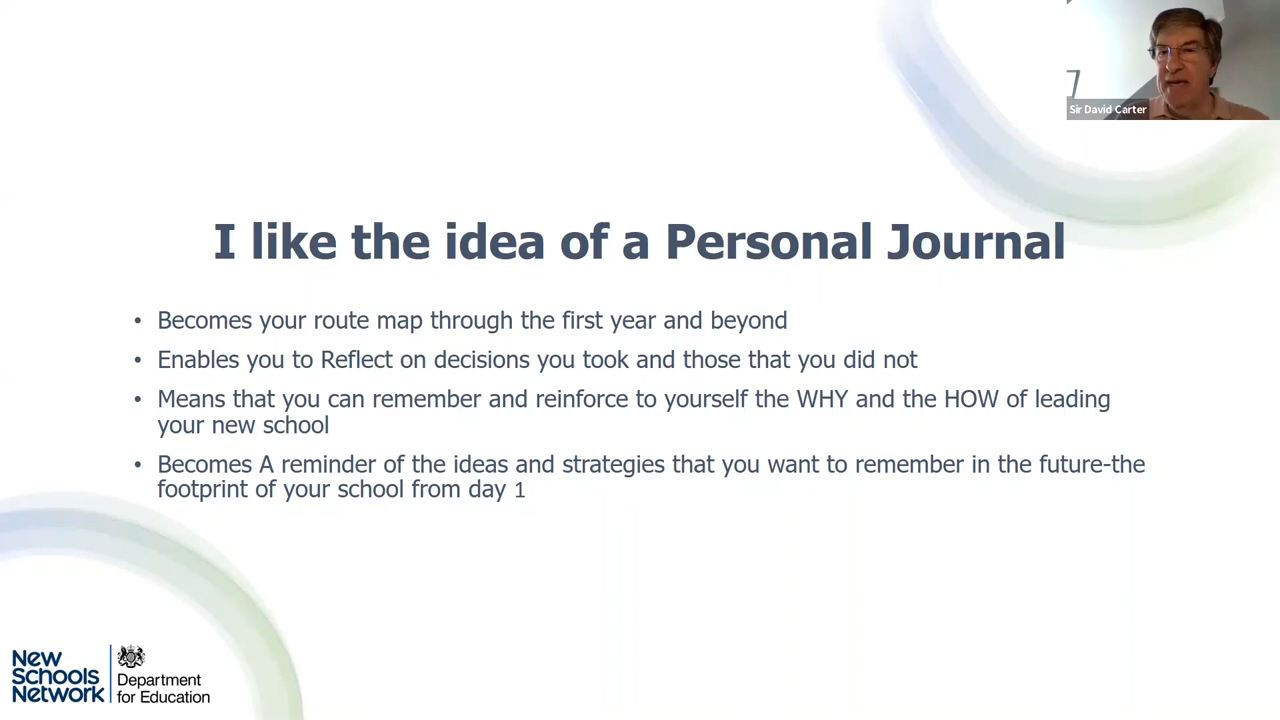 7
Sir David Carter
I like the idea of a Personal Journal
• Becomes your route map through the first year and beyond
• Enables you to Reflect on decisions you took and those that you did not
• Means that you can remember and reinforce to yourself the WHY and the HOW of leading
your new school
• Becomes A reminder of the ideas and strategies that you want to remember in the future-the
footprint of your school from day 1
New
Schools
Network
Department
for Education